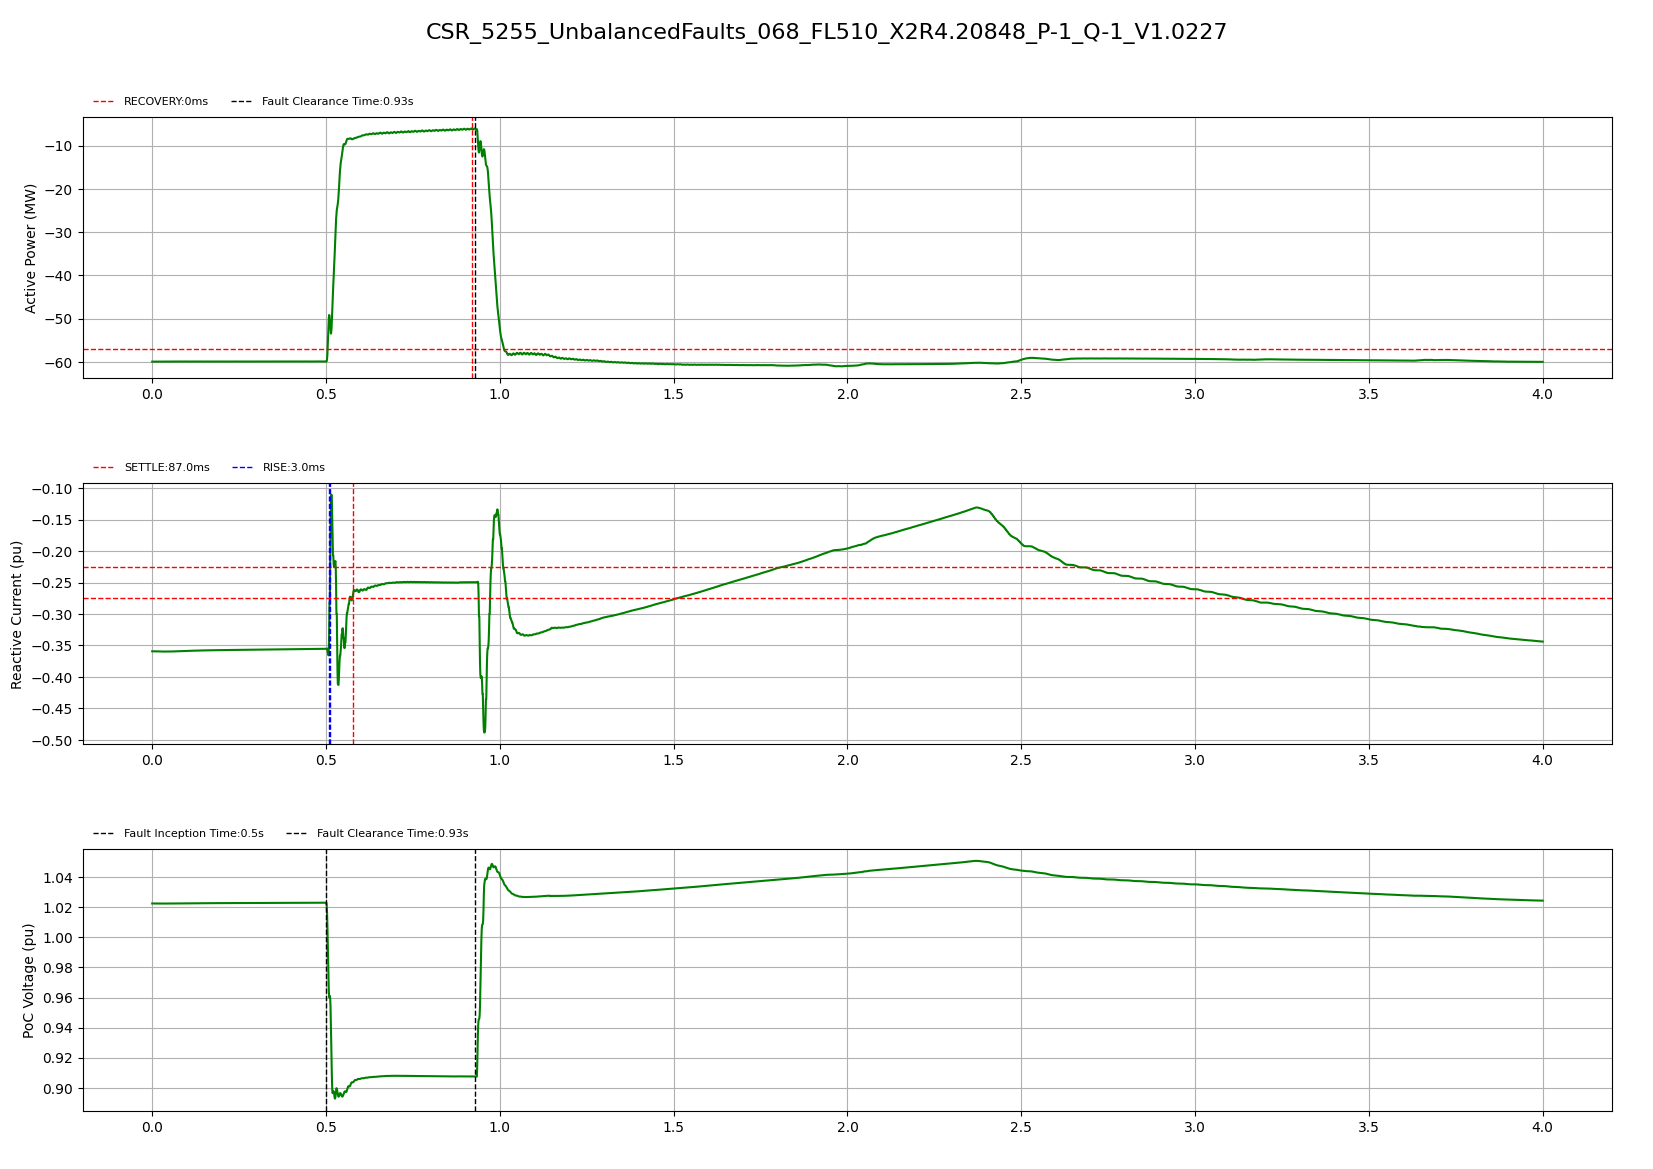 CSR_5255_UnbalancedFaults_068_FL510_X2R4.20848_P-1_Q-1_V1.0227
RECOVERY:0ms Fault Clearance Time:0.93s
Active Power (MW)
−10
−20
−30
−40
−50
−60
0.0 0.5 1.0 1.5 2.0 2.5 3.0 3.5 4.0
SETTLE:87.0ms RISE:3.0ms
Reactive Current (pu)
−0.10
−0.15
−0.20
−0.25
−0.30
−0.35
−0.40
−0.45
−0.50
0.0 0.5 1.0 1.5 2.0 2.5 3.0 3.5 4.0
Fault Inception Time:0.5s Fault Clearance Time:0.93s
PoC Voltage (pu)
1.04
1.02
1.00
0.98
0.96
0.94
0.92
0.90
0.0 0.5 1.0 1.5 2.0 2.5 3.0 3.5 4.0